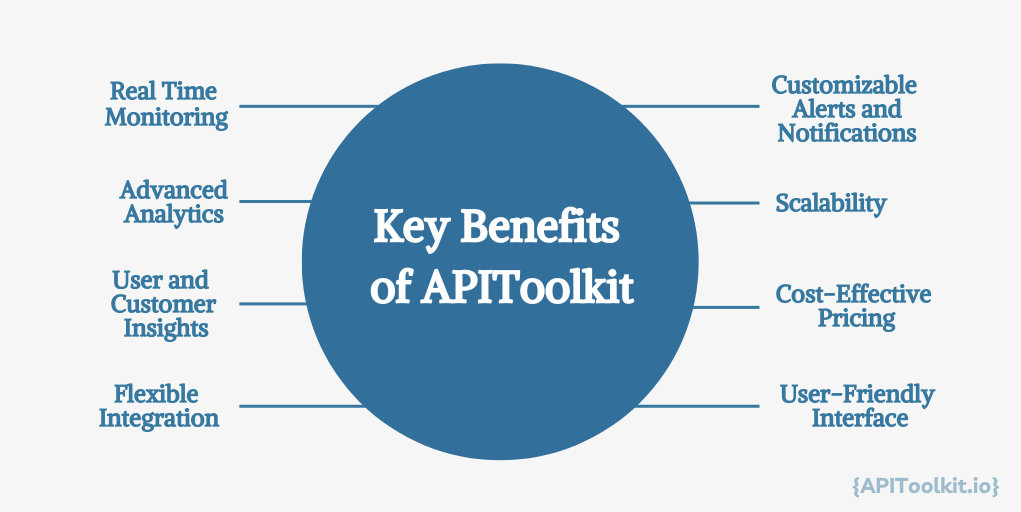 Key Benefits
of APIToolkit
Real Time
Monitoring
Advanced
Analytics
User and
Customer
Insights
Flexible
Integration
Customizable
Alerts and
Notifications
Scalability
Cost-Effective
Pricing
User-Friendly
Interface
{APIToolkit.io}